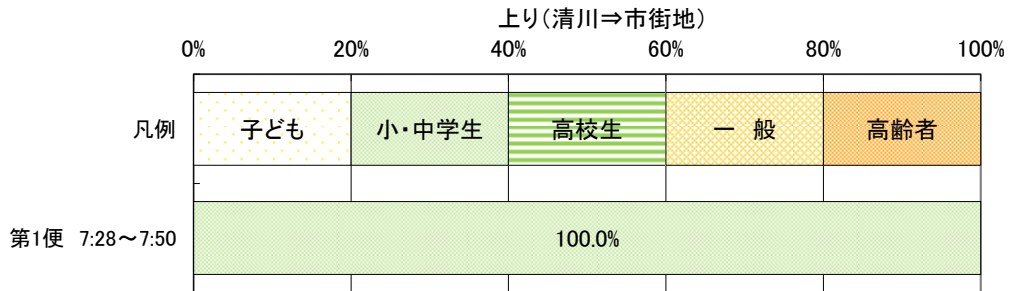 上り(清川⇒市街地)
0% 20% 40% 60% 80% 100%
凡例 子ども 小・中学生 高校生 一 般 高齢者
第1便 7:28～7:50 100.0%